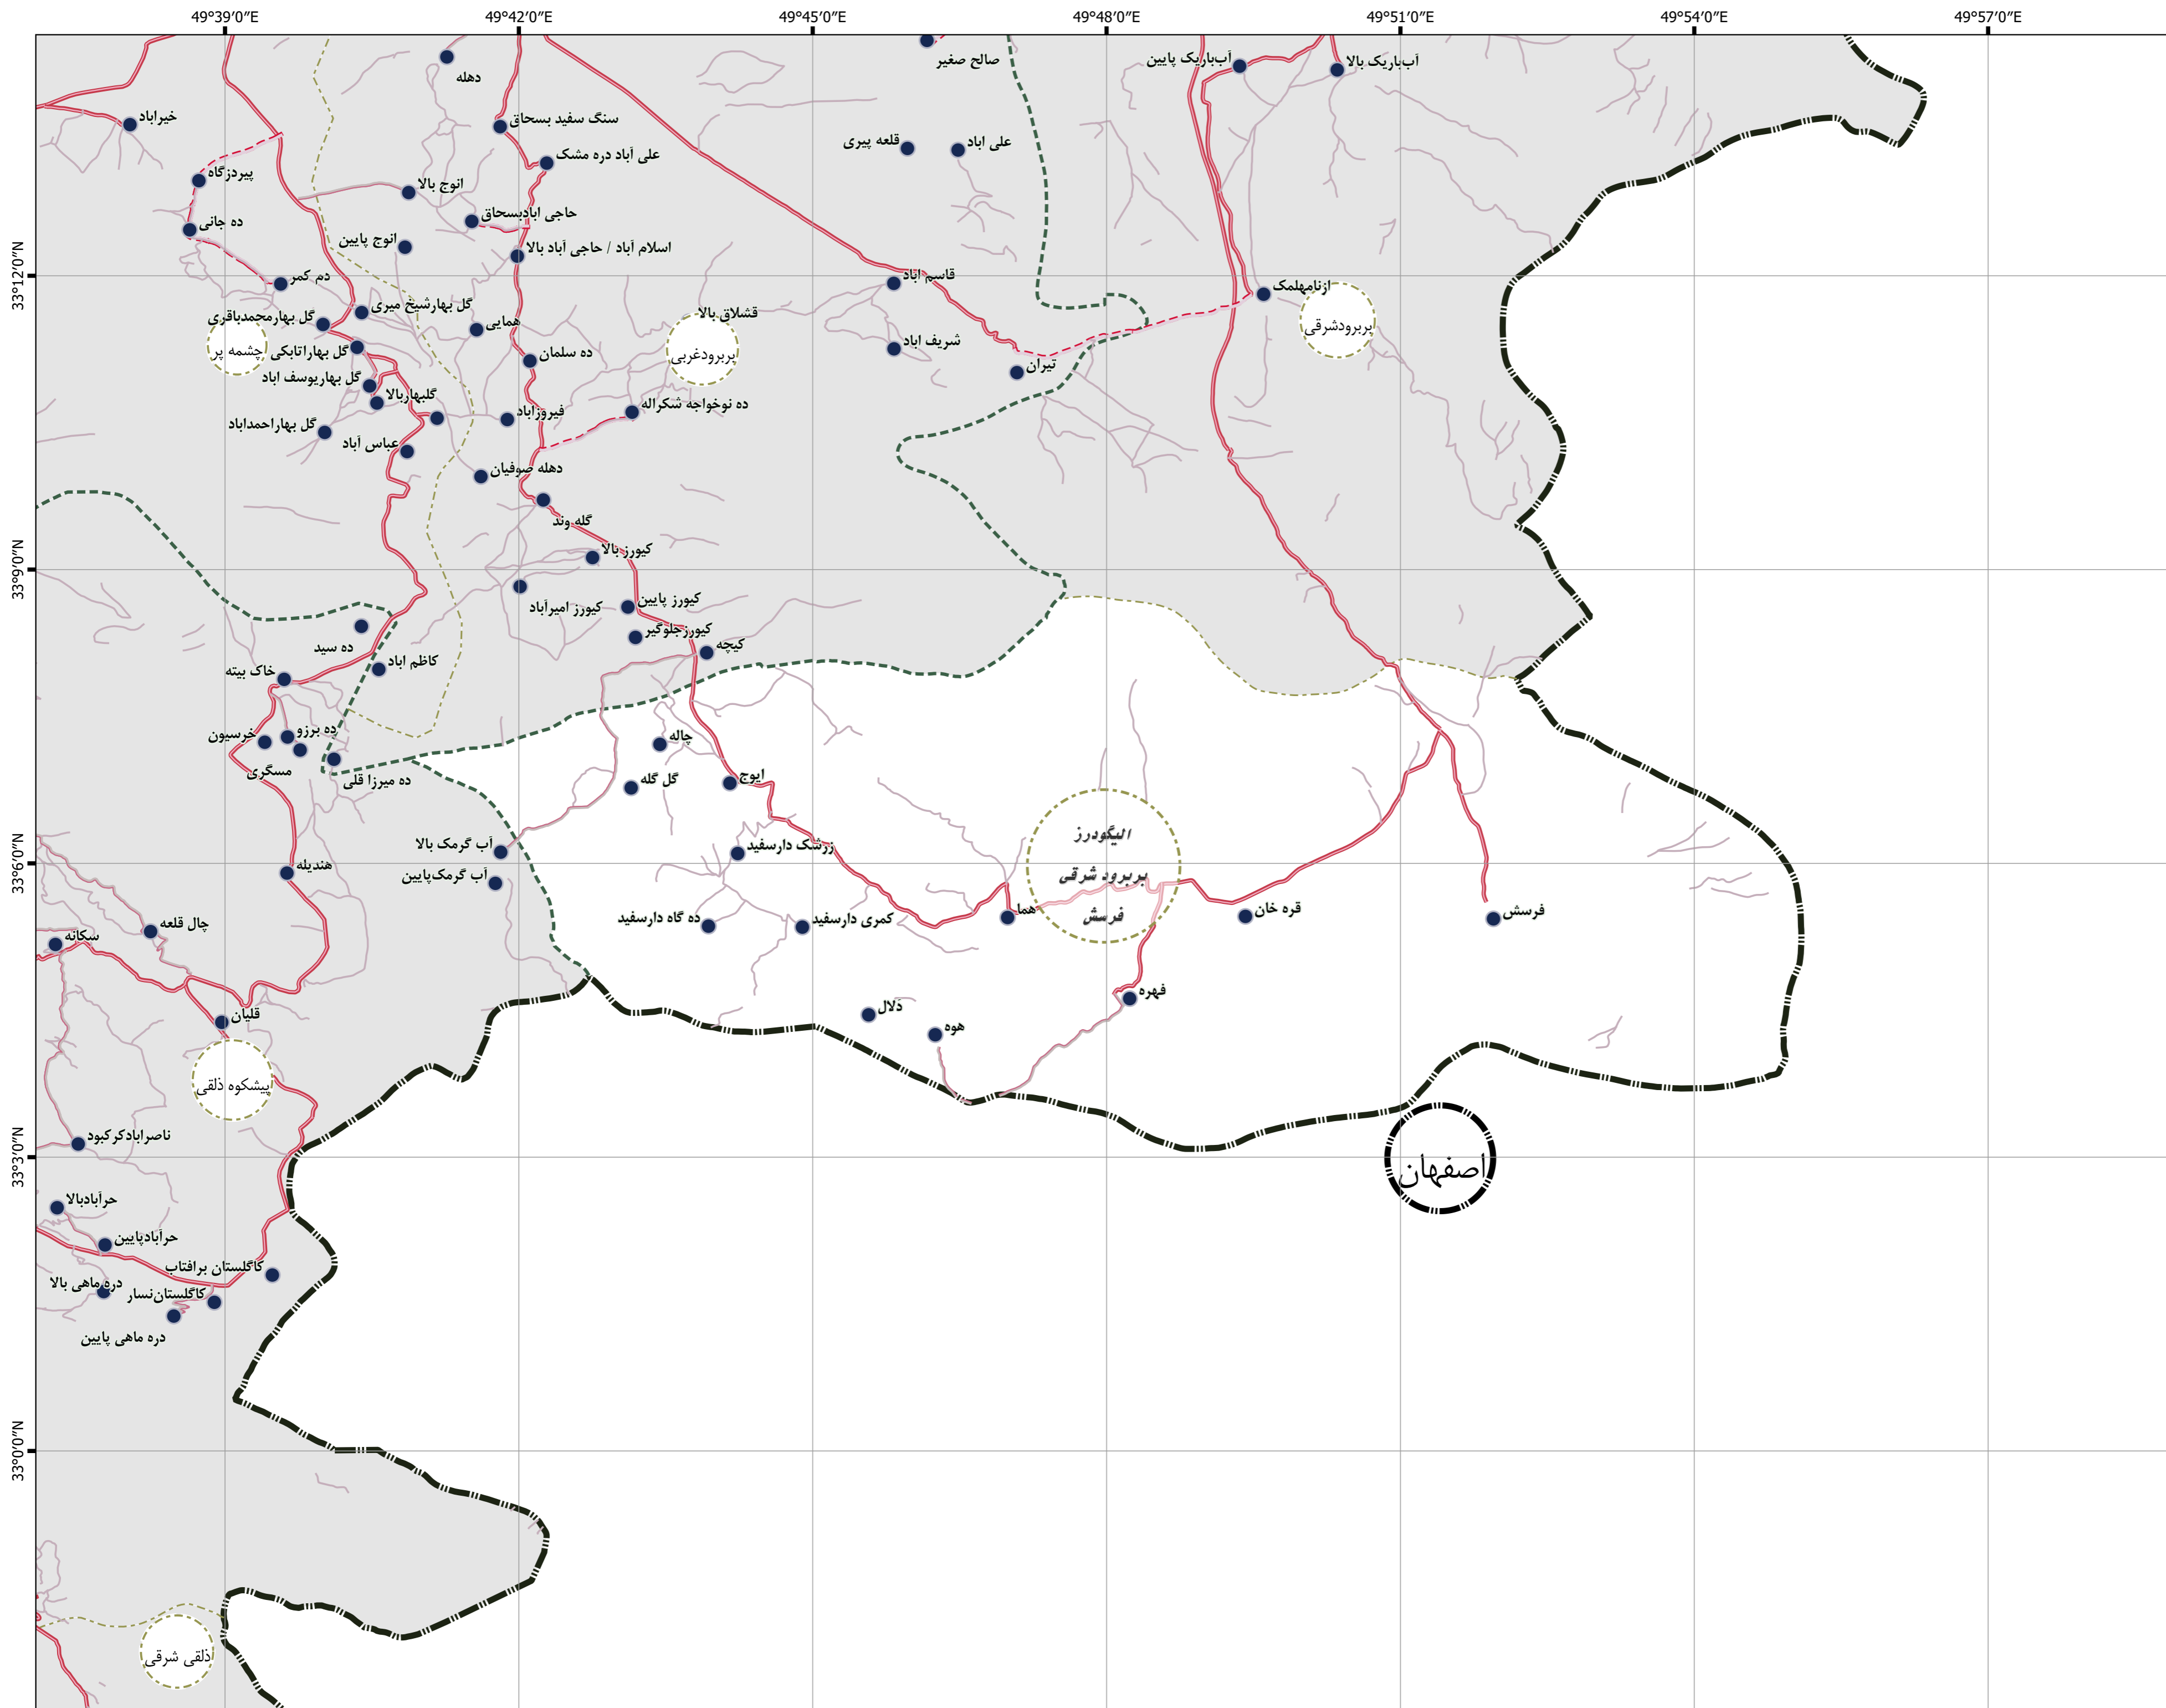 49°39'0"E
49°42'0"E
49°45'0"E
49°48'0"E
49°51'0"E
49°54'0"E
49°57'0"E
33°12'0"N
33°9'0"N
33°6'0"N
33°3'0"N
33°0'0"N
صالح صغیر
آب‌باریک پایین
آب‌باریک بالا
دهله
خیراباد
سنگ سفید بسحاق
علی آباد دره مشک
قلعه پیری
علی اباد
پیردزگاه
انوج بالا
حاجی ابادبسحاق
ده جانی
انوج پایین
اسلام آباد / حاجی آباد بالا
دم کمر
قاسم اباد
ازنامهلمک
گل بهارشیخ میری
گل بهارمحمدباقری
همایی
قشلاق بالا
پربرودشرقی
چشمه پر
گل بهاراتابکی
ده سلمان
پربرودغربی
شریف اباد
تیران
گل بهاریوسف اباد
گلبهاربالا
ده نوخواجه شکراله
فیروزاباد
گل بهاراحمداباد
عباس آباد
دهله صوفیان
گله وند
کیورز بالا
کیورز امیرآباد
کیورز پایین
کیورزجلوگیر
کیچه
ده سید
کاظم اباد
خاک بیته
خرسیون
ده برزو
مسگری
ده میرزا قلی
چاله
گل گله
ایوج
آب گرمک بالا
آب گرمک‌پایین
زرشک دارسفید
هندیله
ده گاه دارسفید
کمری دارسفید
هما
الیگودرز
بربرود شرقی
فرسش
قره خان
فرسش
چال قلعه
سکانه
قلیان
دلال
هوه
فهره
پیشکوه ذلقی
ناصرابادکرکبود
اصفهان
حرآبادبالا
حرآبادپایین
کاگلستان برافتاب
دره ماهی بالا
کاگلستان‌نسار
دره ماهی پایین
ذلقی شرقی